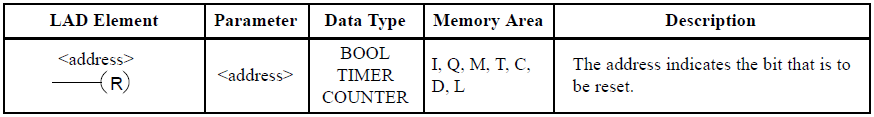 LAD Element Parameter Data Type Memory Area Description
<address>
(R)
<address>
BOOL
TIMER
COUNTER
I, Q, M, T, C,
D, L
The address indicates the bit that is to
be reset.